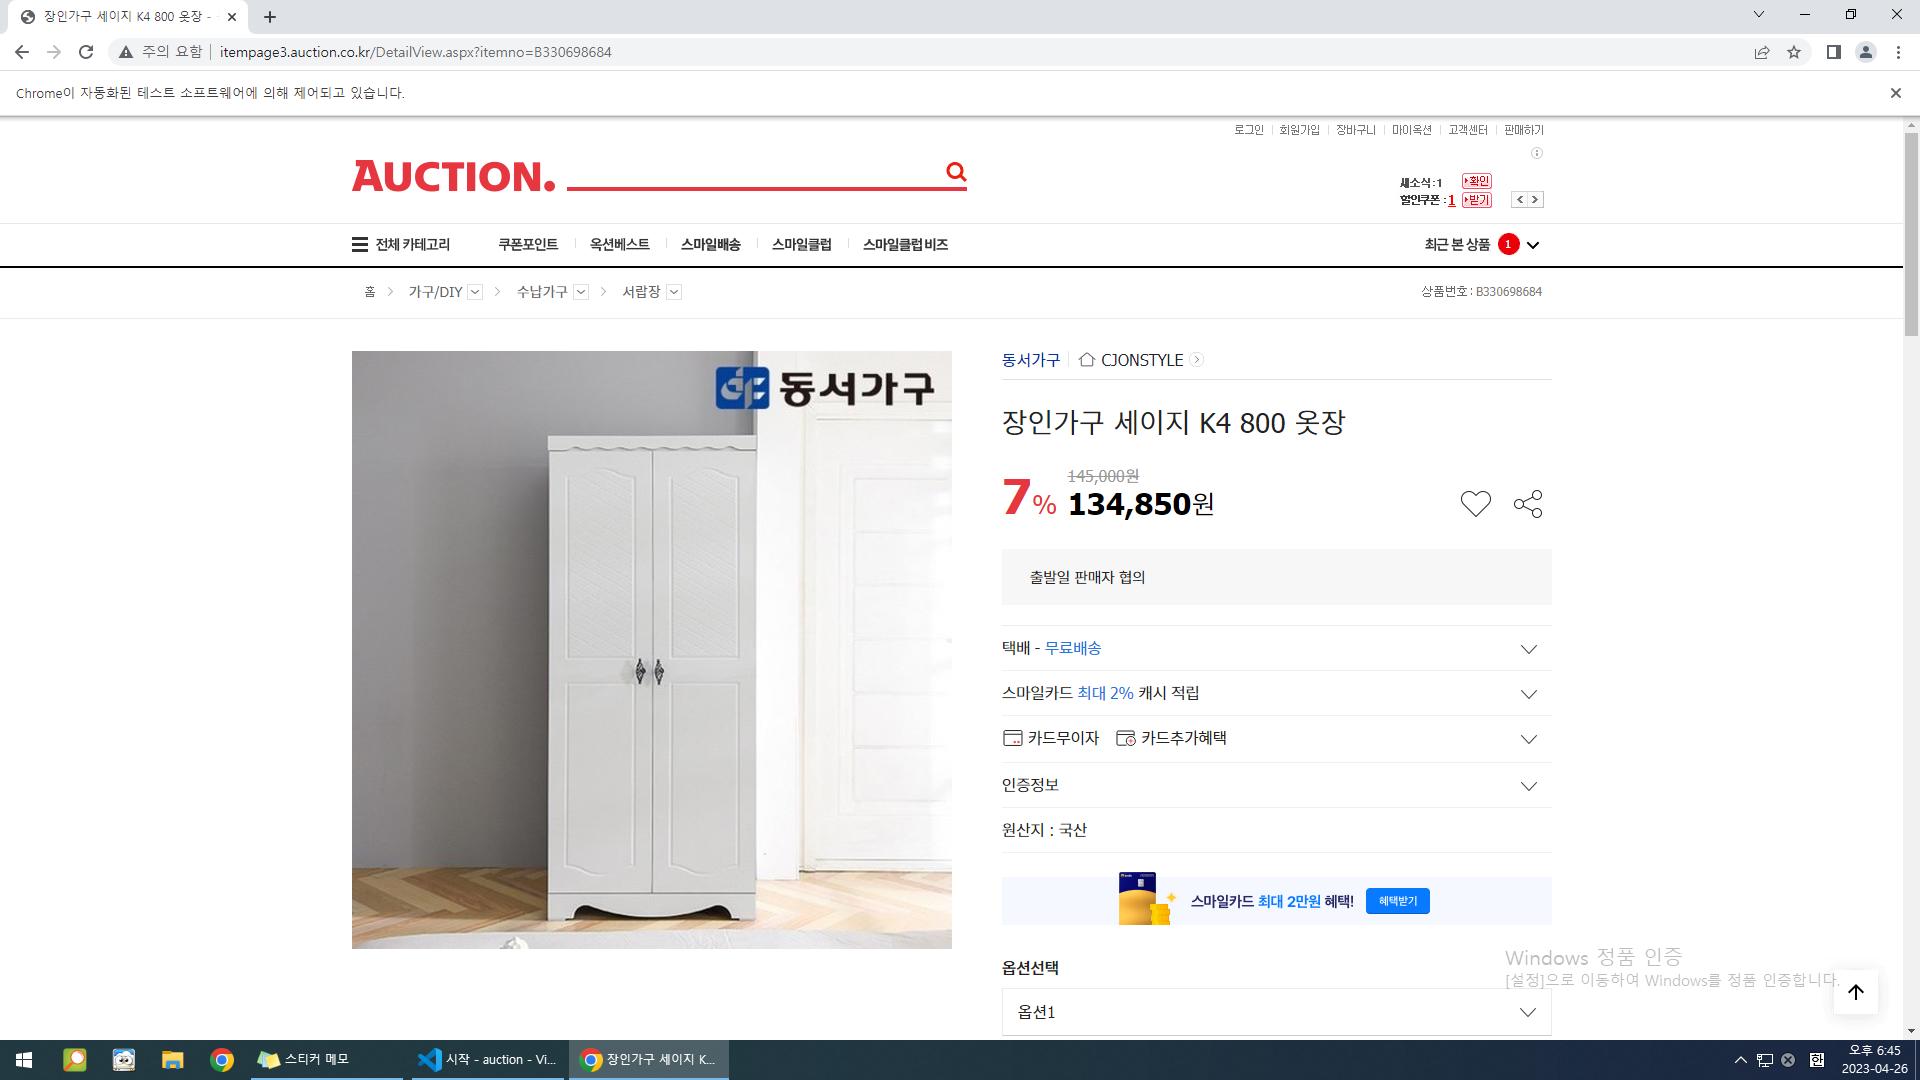 장인가구 세이지 K4 800 옷장 -
주의 요함 itempage3.auction.co.kr/DetailView.aspx?itemno=B330698684
Chrome이 자동화된 테스트 소프트웨어에 의해 제어되고 있습니다.
로그인 회원가입 장바구니 마이옥션 고객센터 판매하기
AUCTION.
새소식:1 확인
할인쿠폰 : 1 받기
전체 카테고리 쿠폰포인트 옥션베스트 스마일배송 스마일클럽 스마일클럽 비즈 최근 본 상품 1
홈 가구/DIY 수납가구 서랍장 상품번호 : B330698684
동서가구
동서가구 CJONSTYLE
장인가구 세이지 K4 800 옷장
145,000원
7% 134,850원
출발일 판매자 협의
택배 - 무료배송
스마일카드 최대 2% 캐시 적립
카드무이자 카드추가혜택
인증정보
원산지 : 국산
스마일카드 최대 2만원 혜택! 혜택받기
옵션선택
옵션1
Windows 정품 인증
[설정]으로 이동하여 Windows를 정품 인증합니다.
스티커 메모 시작 - auction - Vi... 장인가구 세이지 K... 한 오후 6:45
2023-04-26